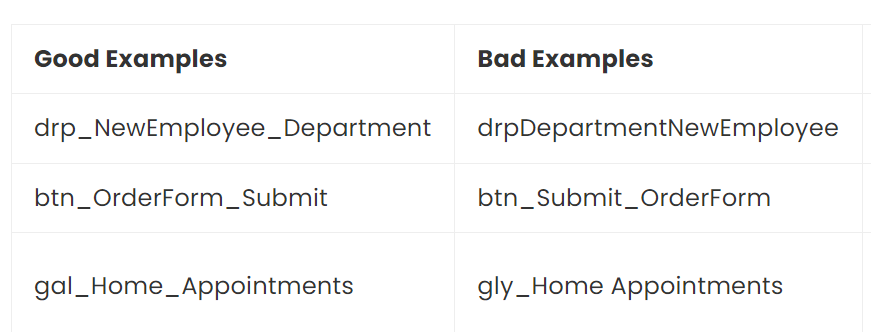 Good Examples
Bad Examples
drp_NewEmployee_Department
drpDepartmentNewEmployee
btn_OrderForm_Submit
btn_Submit_OrderForm
gal_Home_Appointments
gly_Home Appointments